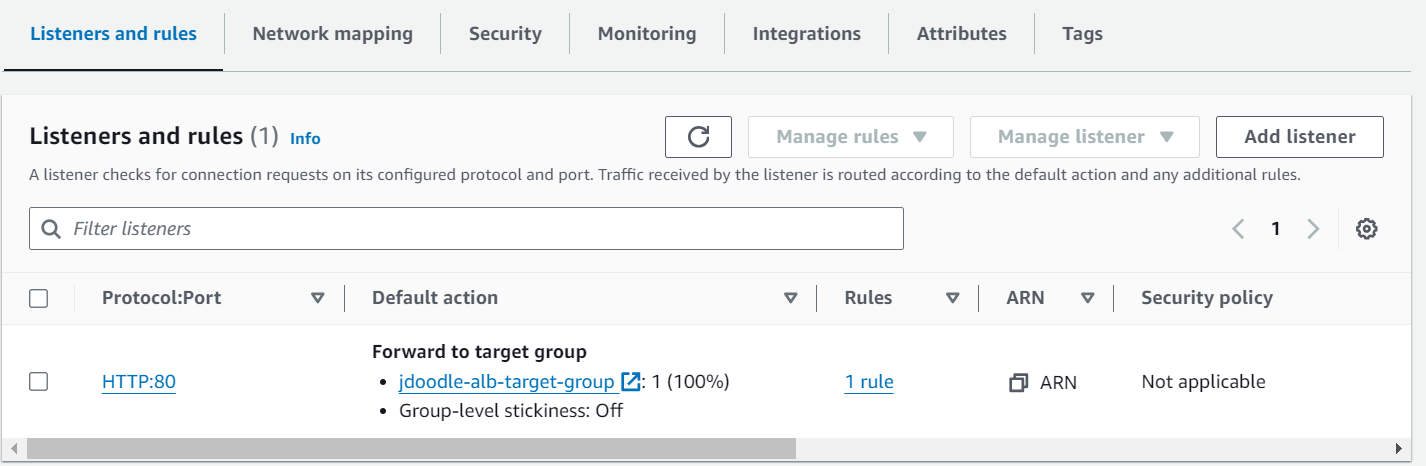 Listeners and rules Network mapping Security Monitoring Integrations Attributes Tags
Listeners and rules (1) Info
Manage rules Manage listener Add listener
A listener checks for connection requests on its configured protocol and port. Traffic received by the listener is routed according to the default action and any additional rules.
Filter listeners
1
Protocol:Port Default action Rules ARN Security policy
Forward to target group
HTTP:80 • jdoodle-alb-target-group : 1 (100%) 1 rule ARN Not applicable
• Group-level stickiness: Off